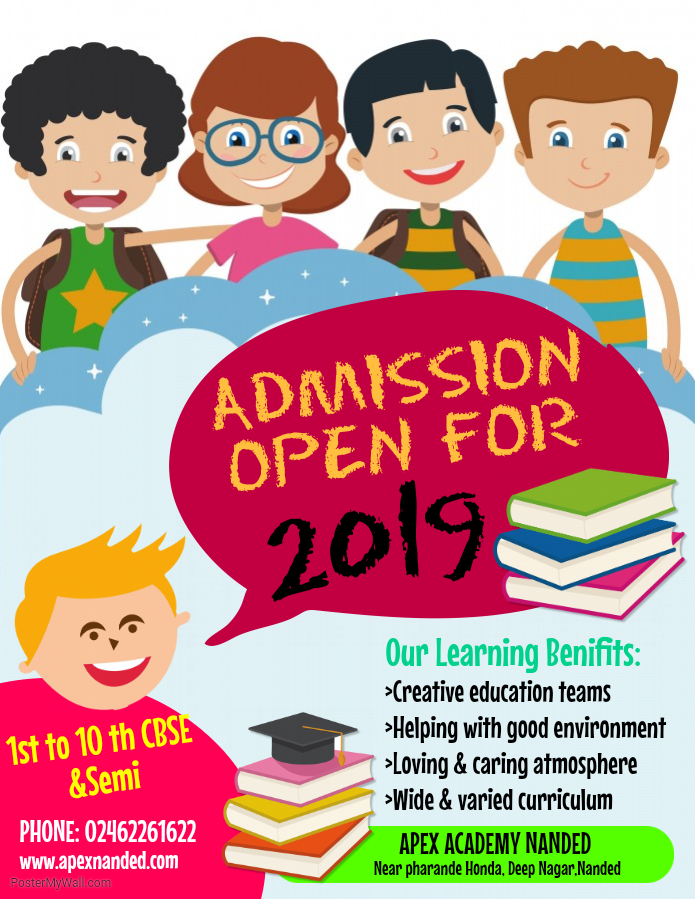 ADMISSION
OPEN FOR
2019
Our Learning Benifits:
>Creative education teams
>Helping with good environment
>Loving & caring atmosphere
>Wide & varied curriculum
1st to 10 th CBSE
&Semi
PHONE: 02462261622
www.apexnanded.com
APEX ACADEMY NANDED
Near pharande Honda, Deep Nagar,Nanded
PosterMyWall.com